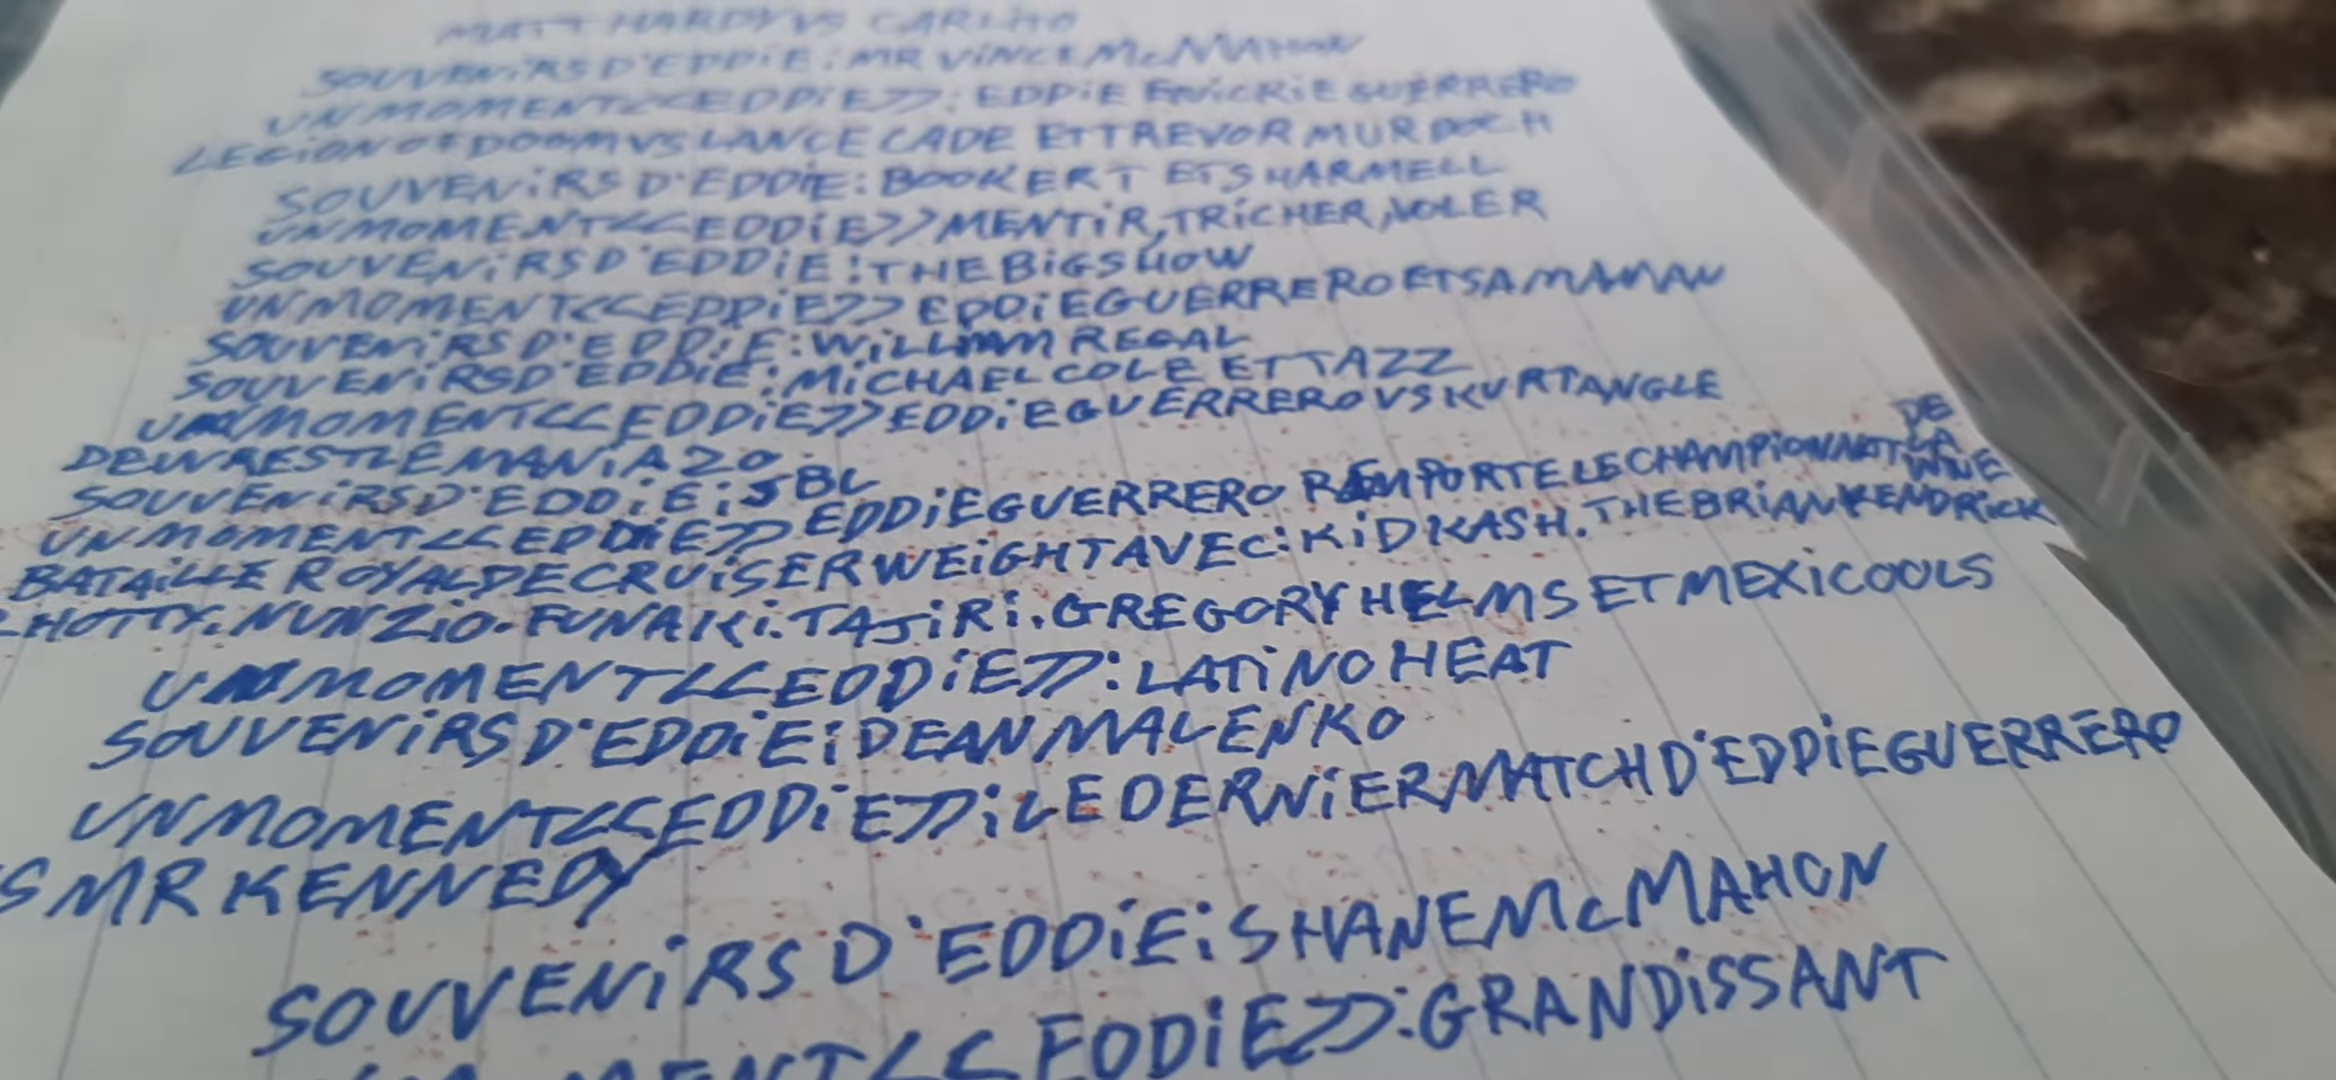 MATT HARDY VS CARLITO
SOUVENIRS D'EDDIE : MR VINCE McMAHON
UN MOMENT <<EDDIE>> : EDDIE VICKIE GUERRERO
LEGION OF DOOM VS LANCE CADE ET TREVOR MURDOCH
SOUVENIRS D'EDDIE : BOOKER T ET SHARMELL
UN MOMENT <<EDDIE>> MENTIR, TRICHER, VOLER
SOUVENIRS D'EDDIE : THE BIG SHOW
UN MOMENT <<EDDIE>> EDDIE GUERRERO ET SA MAMAN
SOUVENIRS D'EDDIE : WILLIAM REGAL
SOUVENIRS D'EDDIE : MICHAEL COLE ET TAZZ
UN MOMENT <<EDDIE>> EDDIE GUERRERO VS KURT ANGLE
DE WRESTLEMANIA 20
SOUVENIRS D'EDDIE : JBL
UN MOMENT <<EDDIE>> EDDIE GUERRERO REMPORTE LE CHAMPIONNAT DE LA WWE
BATAILLE ROYAL DE CRUISERWEIGHT AVEC : KID KASH. THE BRIAN KENDRICK
HOTTY. NUNZIO. FUNAKI. TAJIRI. GREGORY HELMS ET MEXICOOLS
UN MOMENT <<EDDIE>> : LATINO HEAT
SOUVENIRS D'EDDIE : DEAN MALENKO
UN MOMENT <<EDDIE>> : LE DERNIER MATCH D'EDDIE GUERRERO
S MR KENNEDY
SOUVENIRS D'EDDIE : SHANE McMAHON
MENT <<EDDIE>> : GRANDISSANT